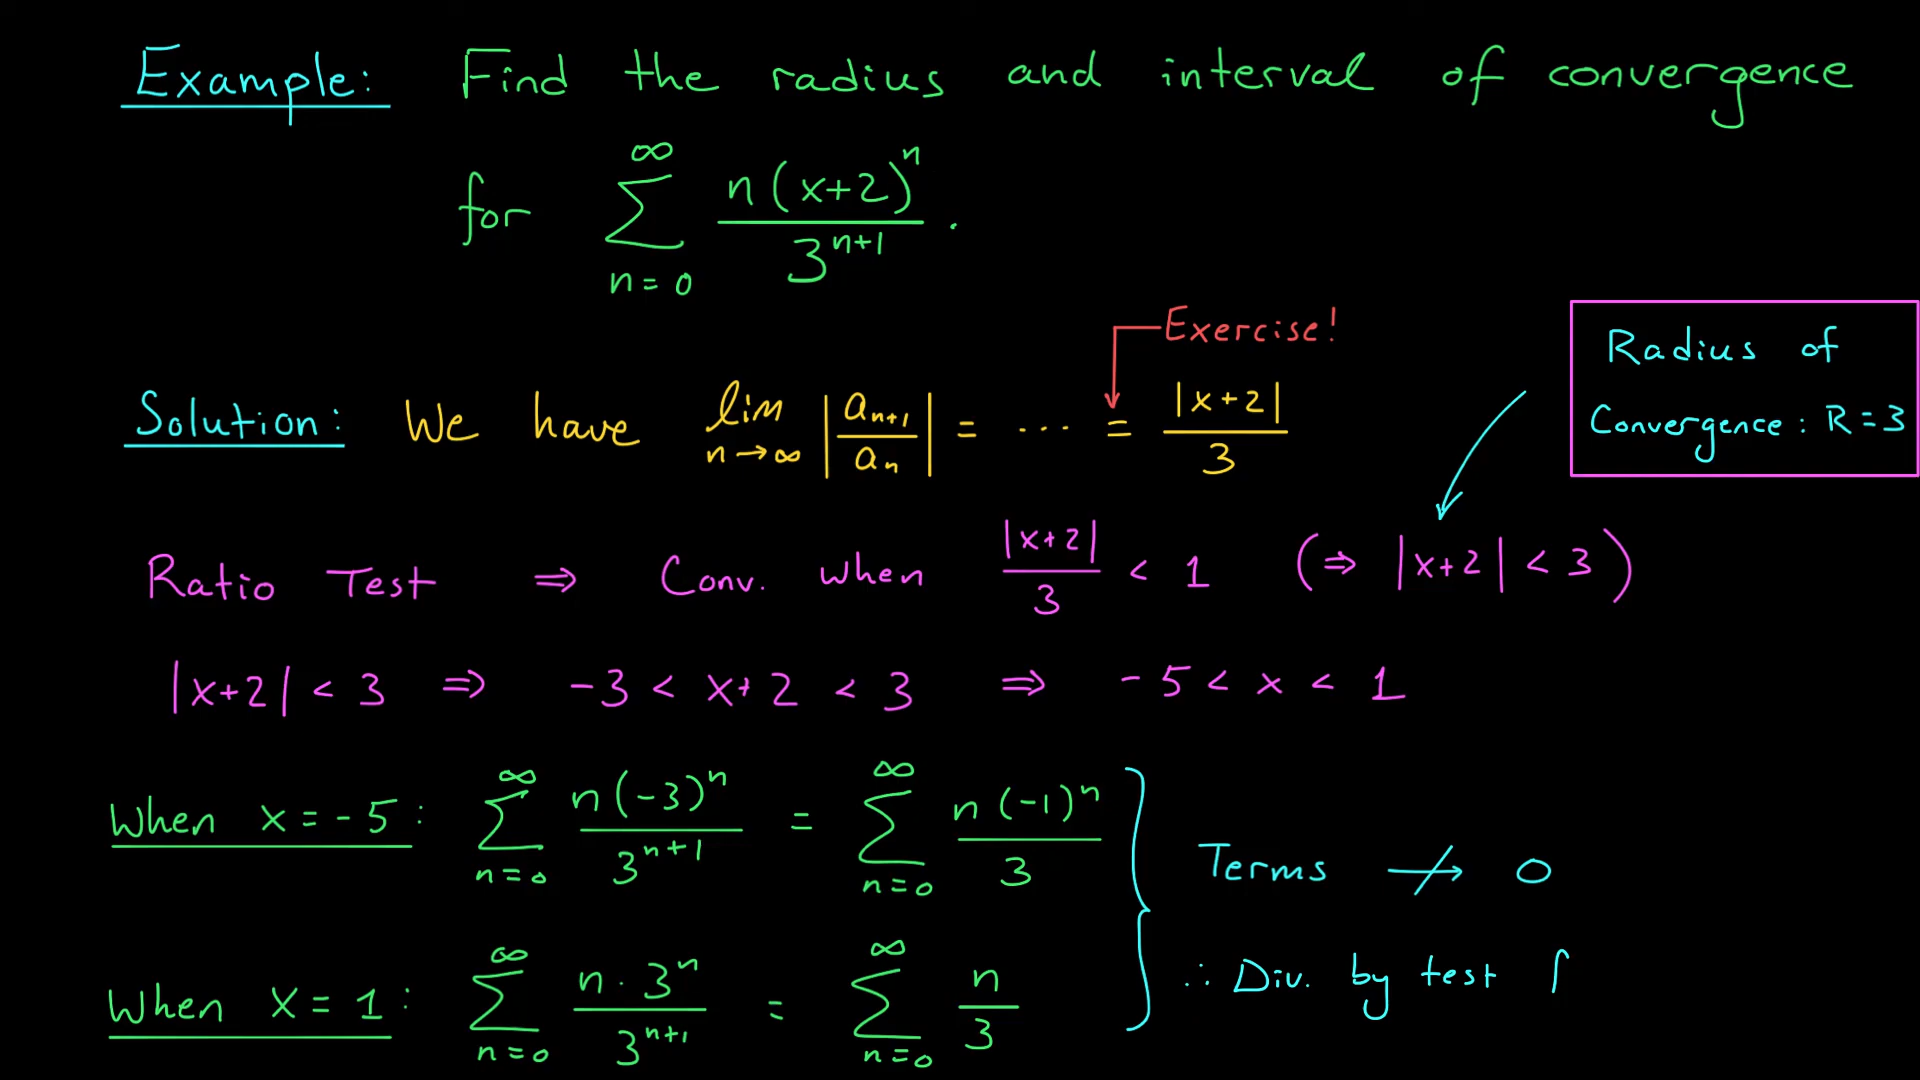 Example: Find the radius and interval of convergence
for ∑_{n=0}^{∞} n(x+2)^n / 3^{n+1} .
Exercise!
Radius of
Convergence: R=3
Solution: We have lim_{n→∞} |a_{n+1} / a_n| = ... = |x+2| / 3
Ratio Test ⇒ Conv. when |x+2| / 3 < 1 (⇒ |x+2| < 3)
|x+2| < 3 ⇒ -3 < x+2 < 3 ⇒ -5 < x < 1
When x=-5: ∑_{n=0}^{∞} n(-3)^n / 3^{n+1} = ∑_{n=0}^{∞} n(-1)^n / 3
Terms ↛ 0
∴ Div. by test
When x=1: ∑_{n=0}^{∞} n·3^n / 3^{n+1} = ∑_{n=0}^{∞} n / 3